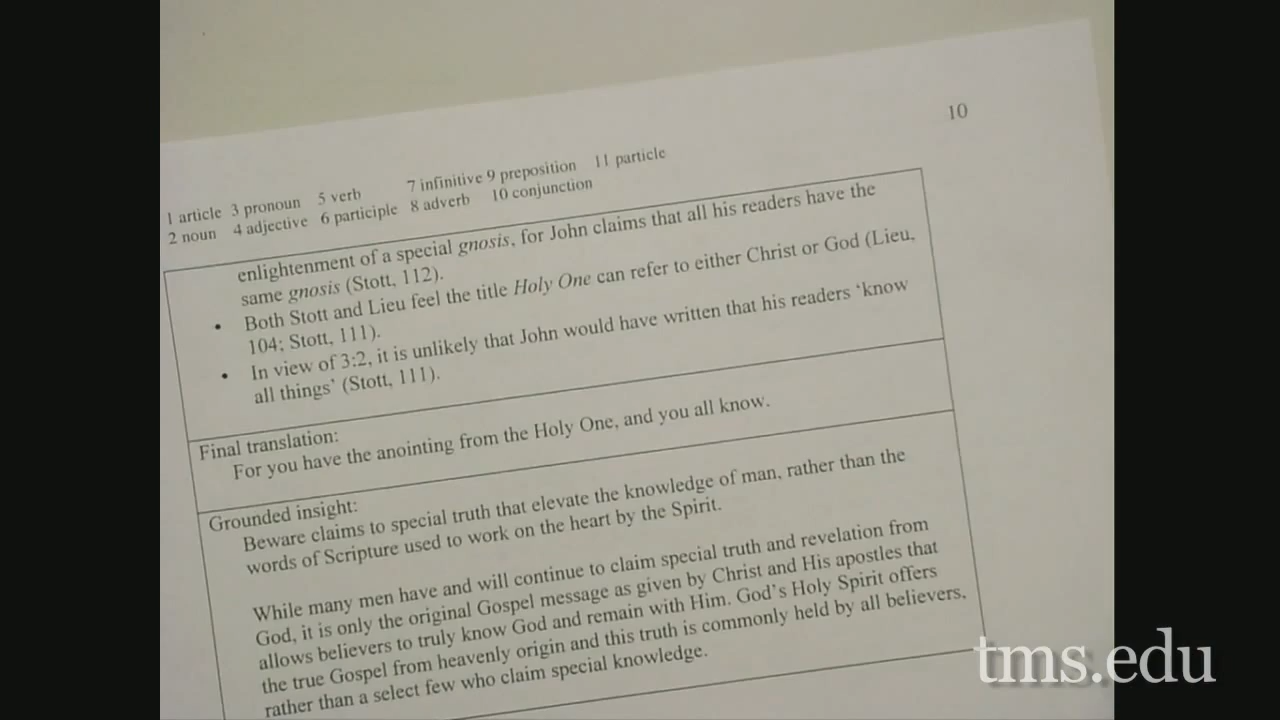 10
1 article 3 pronoun 5 verb 7 infinitive 9 preposition 11 particle
2 noun 4 adjective 6 participle 8 adverb 10 conjunction
enlightenment of a special gnosis, for John claims that all his readers have the
same gnosis (Stott, 112).
• Both Stott and Lieu feel the title Holy One can refer to either Christ or God (Lieu,
104; Stott, 111).
• In view of 3:2, it is unlikely that John would have written that his readers ‘know
all things’ (Stott, 111).
Final translation:
For you have the anointing from the Holy One, and you all know.
Grounded insight:
Beware claims to special truth that elevate the knowledge of man, rather than the
words of Scripture used to work on the heart by the Spirit.
While many men have and will continue to claim special truth and revelation from
God, it is only the original Gospel message as given by Christ and His apostles that
allows believers to truly know God and remain with Him. God’s Holy Spirit offers
the true Gospel from heavenly origin and this truth is commonly held by all believers,
rather than a select few who claim special knowledge.
tms.edu